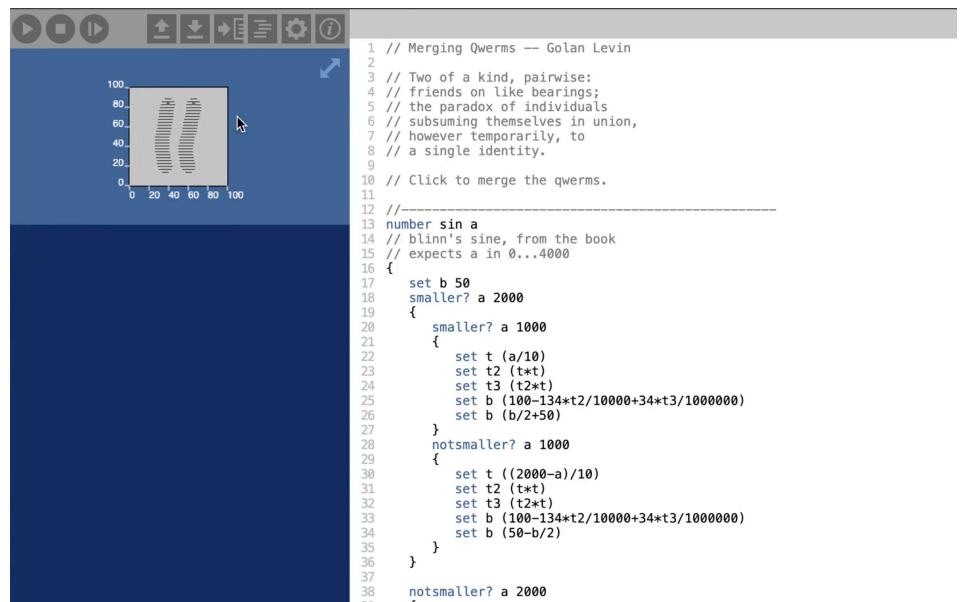 100
80
60
40
20
0
0 20 40 60 80 100
1 // Merging Qwerms -- Golan Levin
2
3 // Two of a kind, pairwise:
4 // friends on like bearings;
5 // the paradox of individuals
6 // subsuming themselves in union,
7 // however temporarily, to
8 // a single identity.
9
10 // Click to merge the qwerms.
11
12 //-------------------------------------------------
13 number sin a
14 // blinn's sine, from the book
15 // expects a in 0...4000
16 {
17 set b 50
18 smaller? a 2000
19 {
20 smaller? a 1000
21 {
22 set t (a/10)
23 set t2 (t*t)
24 set t3 (t2*t)
25 set b (100-134*t2/10000+34*t3/1000000)
26 set b (b/2+50)
27 }
28 notsmaller? a 1000
29 {
30 set t ((2000-a)/10)
31 set t2 (t*t)
32 set t3 (t2*t)
33 set b (100-134*t2/10000+34*t3/1000000)
34 set b (50-b/2)
35 }
36 }
37
38 notsmaller? a 2000